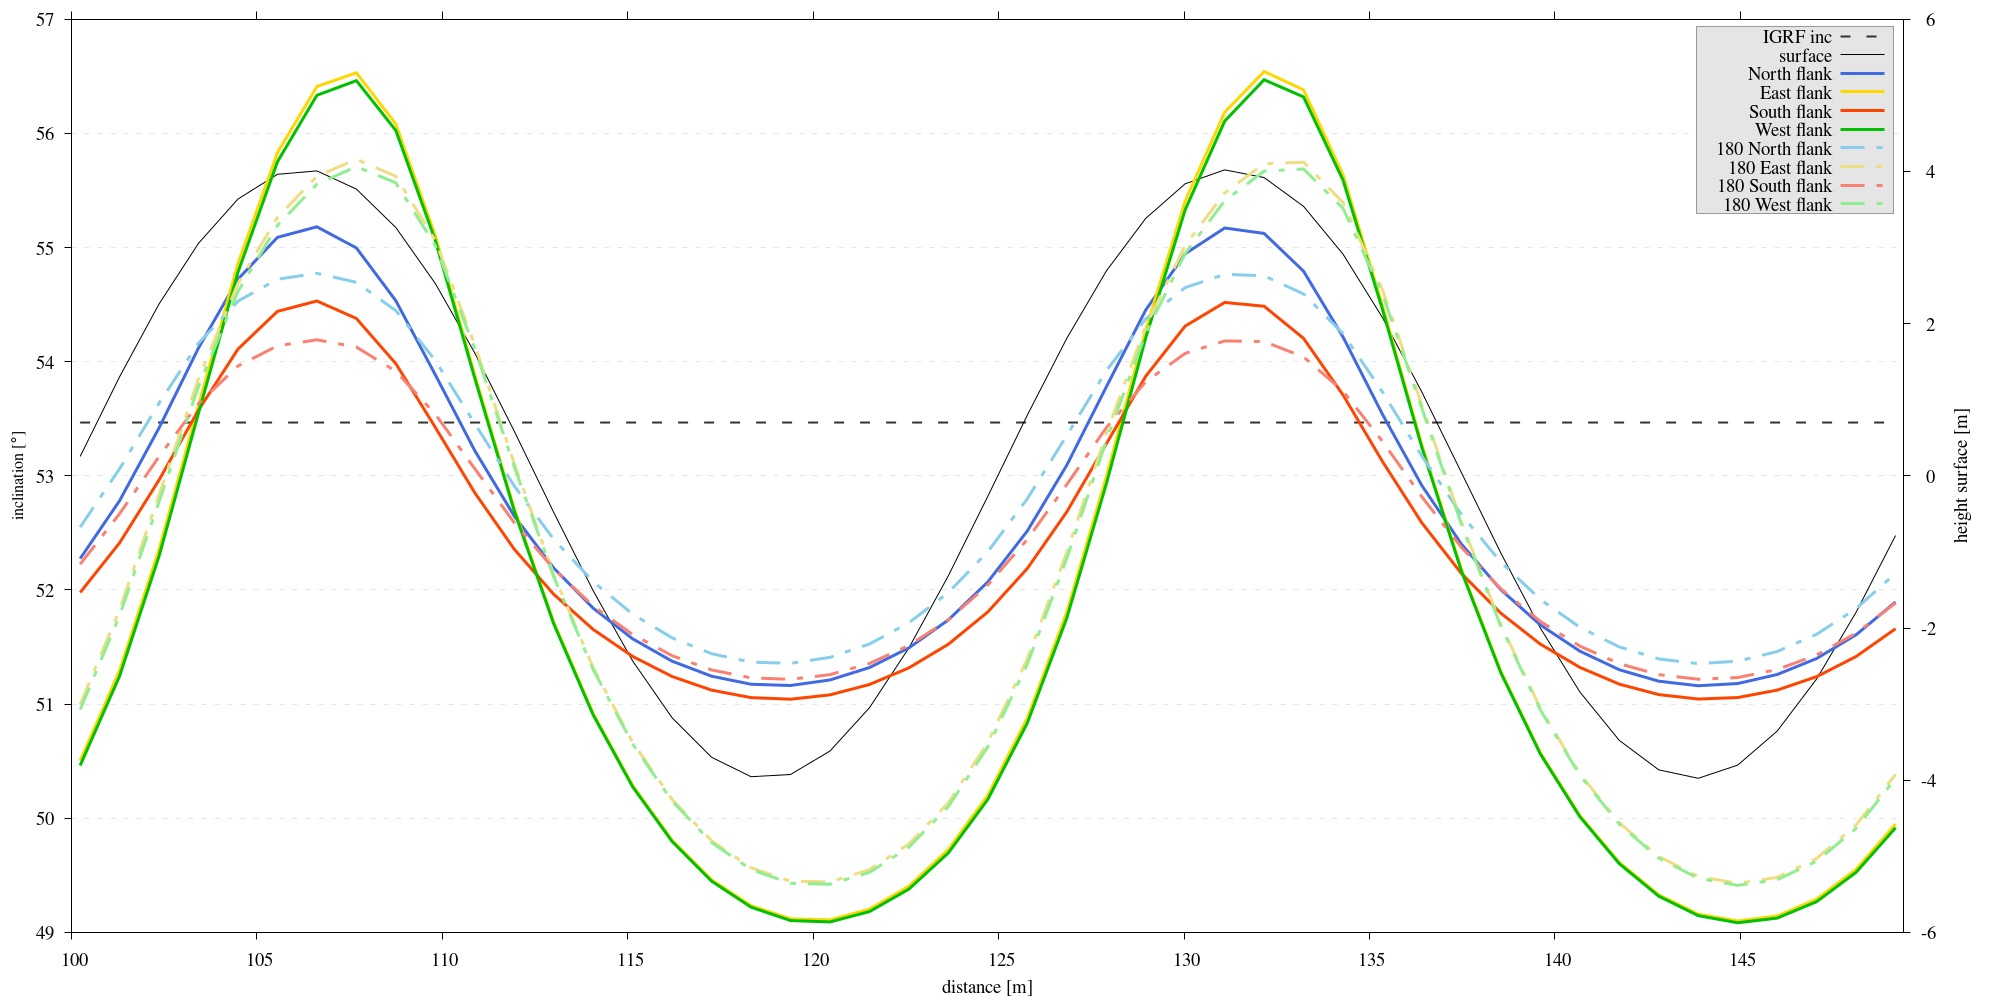 57
56
55
54
53
52
51
50
49
inclination [°]
6
4
2
0
-2
-4
-6
height surface [m]
IGRF inc
surface
North flank
East flank
South flank
West flank
180 North flank
180 East flank
180 South flank
180 West flank
100 105 110 115 120 125 130 135 140 145
distance [m]